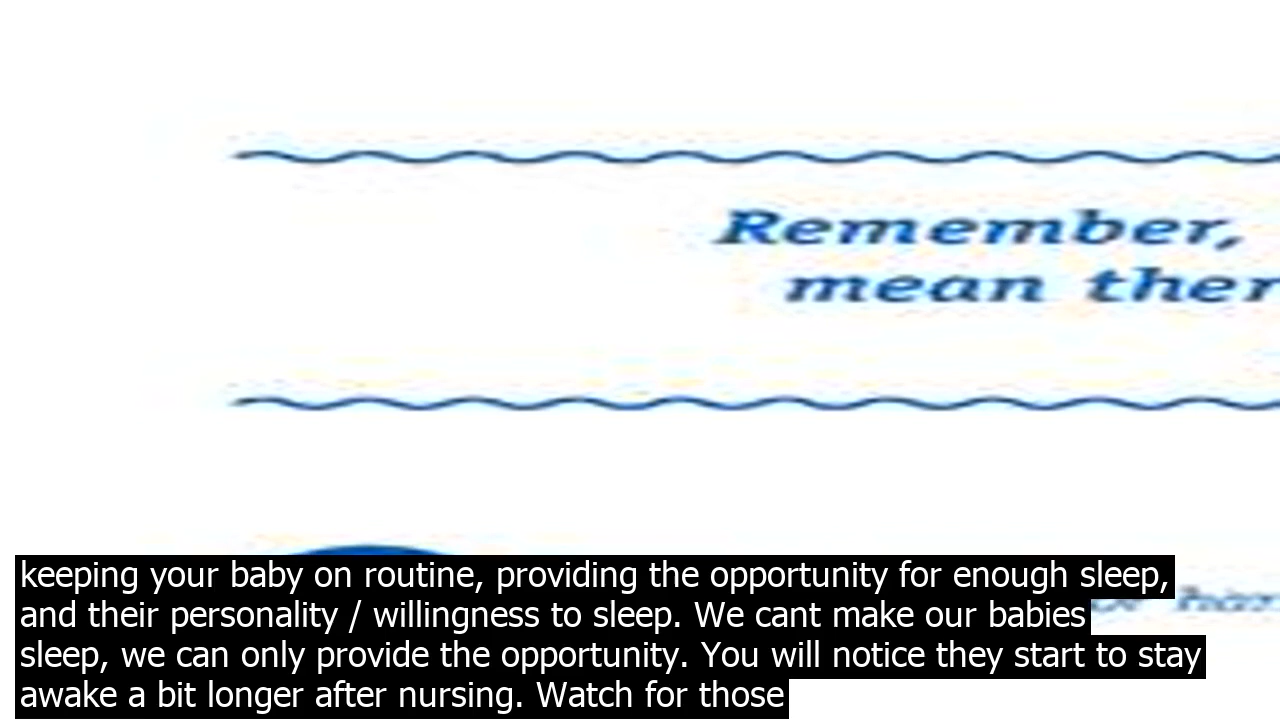 Remember,
mean ther
keeping your baby on routine, providing the opportunity for enough sleep,
and their personality / willingness to sleep. We cant make our babies
sleep, we can only provide the opportunity. You will notice they start to stay
awake a bit longer after nursing. Watch for those